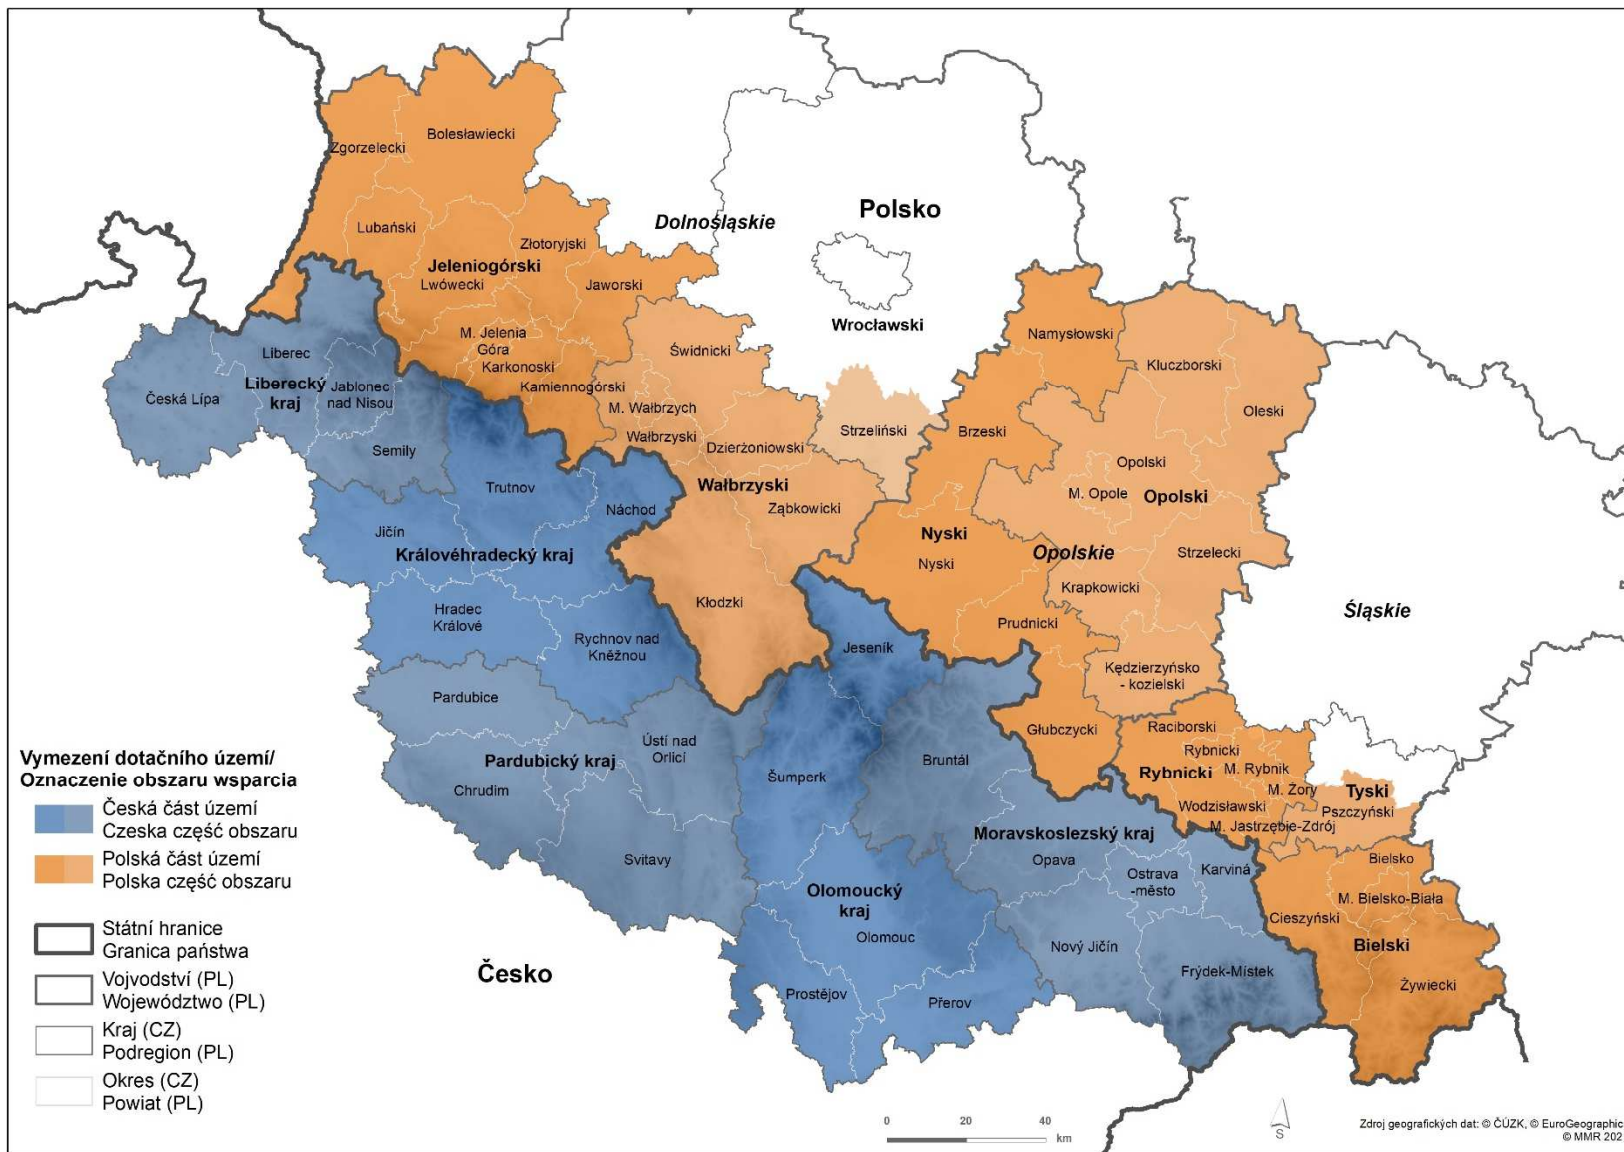 Bolesławiecki
Zgorzelecki
Polsko
Dolnośląskie
Lubański
Złotoryjski
Jeleniogórski
Lwówecki
Jaworski
Wrocławski
M. Jelenia
Góra
Karkonoski
Kamiennogórski
Świdnicki
Namysłowski
Kluczborski
Oleski
Liberec
Liberecký
kraj
Jablonec
nad Nisou
Česká Lípa
Semily
M. Wałbrzych
Wałbrzyski
Dzierżoniowski
Strzeliński
Brzeski
Opolski
M. Opole
Opolski
Trutnov
Náchod
Wałbrzyski
Ząbkowicki
Jičín
Královéhradecký kraj
Nyski
Nyski
Opolskie
Strzelecki
Krapkowicki
Śląskie
Hradec
Králové
Kłodzki
Rychnov nad
Kněžnou
Jeseník
Prudnicki
Kędzierzyńsko
- kozielski
Pardubice
Głubczycki
Raciborski
Rybnicki
Rybnicki
M. Rybnik
M. Żory
Wodzisławski
M. Jastrzębie-Zdrój
Tyski
Pszczyński
Ústí nad
Orlicí
Pardubický kraj
Chrudim
Šumperk
Bruntál
Moravskoslezský kraj
Opava
Ostrava
-město
Karviná
Bielsko
M. Bielsko-Biała
Cieszyński
Bielski
Żywiecki
Svitavy
Olomoucký
kraj
Olomouc
Nový Jičín
Frýdek-Místek
Prostějov
Přerov
Česko
Vymezení dotačního území/
Oznaczenie obszaru wsparcia
Česká část území
Czeska część obszaru
Polská část území
Polska część obszaru
Státní hranice
Granica państwa
Vojvodství (PL)
Województwo (PL)
Kraj (CZ)
Podregion (PL)
Okres (CZ)
Powiat (PL)
0 20 40
km
S
Zdroj geografických dat: © ČÚZK, © EuroGeographic
© MMR 202